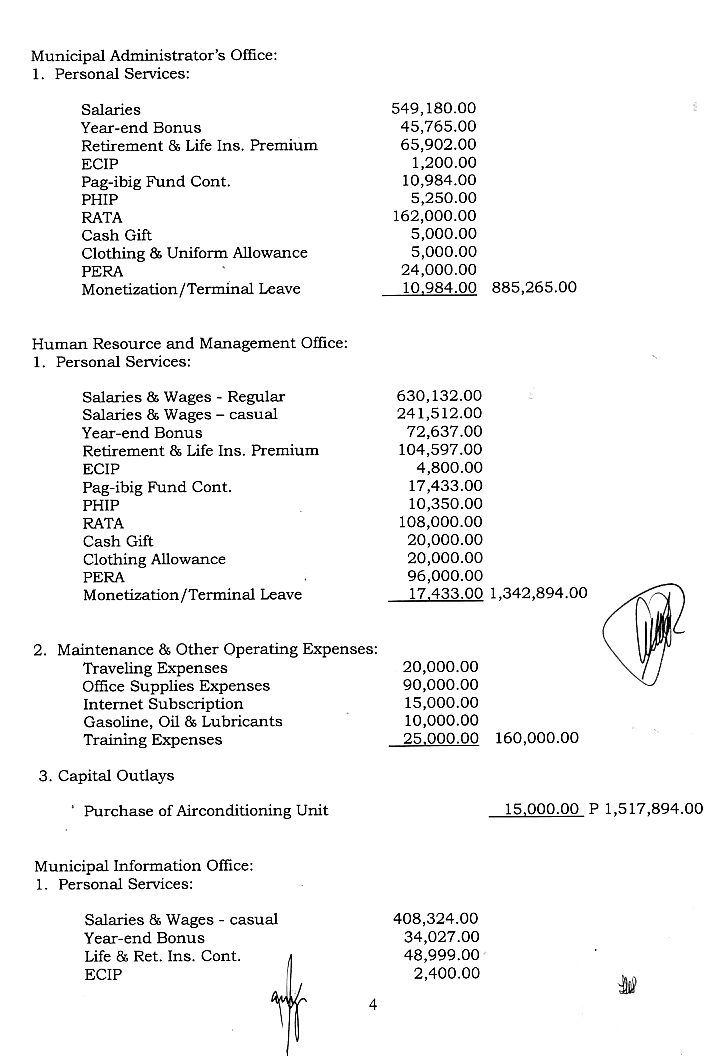 Municipal Administrator's Office:
1. Personal Services:
Salaries 549,180.00
Year-end Bonus 45,765.00
Retirement & Life Ins. Premium 65,902.00
ECIP 1,200.00
Pag-ibig Fund Cont. 10,984.00
PHIP 5,250.00
RATA 162,000.00
Cash Gift 5,000.00
Clothing & Uniform Allowance 5,000.00
PERA 24,000.00
Monetization/Terminal Leave 10,984.00 885,265.00
Human Resource and Management Office:
1. Personal Services:
Salaries & Wages - Regular 630,132.00
Salaries & Wages – casual 241,512.00
Year-end Bonus 72,637.00
Retirement & Life Ins. Premium 104,597.00
ECIP 4,800.00
Pag-ibig Fund Cont. 17,433.00
PHIP 10,350.00
RATA 108,000.00
Cash Gift 20,000.00
Clothing Allowance 20,000.00
PERA 96,000.00
Monetization/Terminal Leave 17,433.00 1,342,894.00
2. Maintenance & Other Operating Expenses:
Traveling Expenses 20,000.00
Office Supplies Expenses 90,000.00
Internet Subscription 15,000.00
Gasoline, Oil & Lubricants 10,000.00
Training Expenses 25,000.00 160,000.00
3. Capital Outlays
Purchase of Airconditioning Unit 15,000.00 P 1,517,894.00
Municipal Information Office:
1. Personal Services:
Salaries & Wages - casual 408,324.00
Year-end Bonus 34,027.00
Life & Ret. Ins. Cont. 48,999.00
ECIP 2,400.00
4